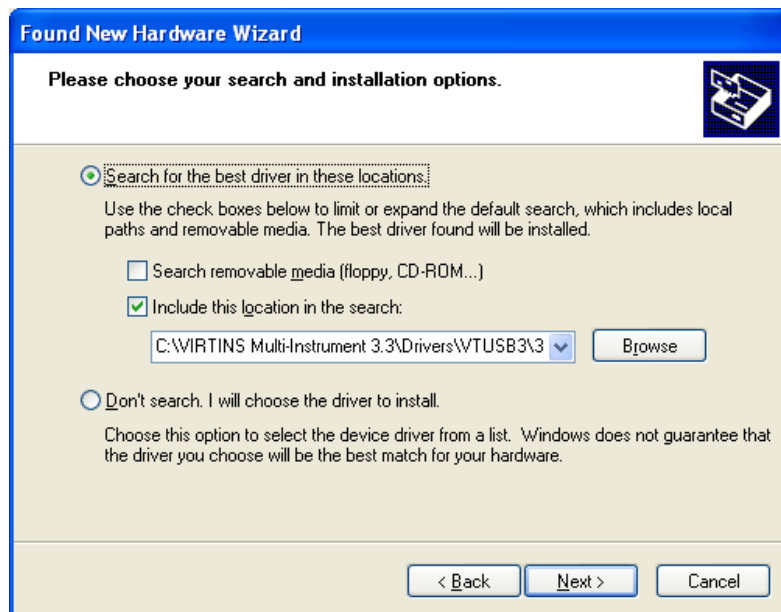 Found New Hardware Wizard
Please choose your search and installation options.
Search for the best driver in these locations.
Use the check boxes below to limit or expand the default search, which includes local
paths and removable media. The best driver found will be installed.
Search removable media (floppy, CD-ROM...)
Include this location in the search:
C:\VIRTINS Multi-Instrument 3.3\Drivers\VTUSB3\3
Browse
Don't search. I will choose the driver to install.
Choose this option to select the device driver from a list. Windows does not guarantee that
the driver you choose will be the best match for your hardware.
< Back
Next >
Cancel